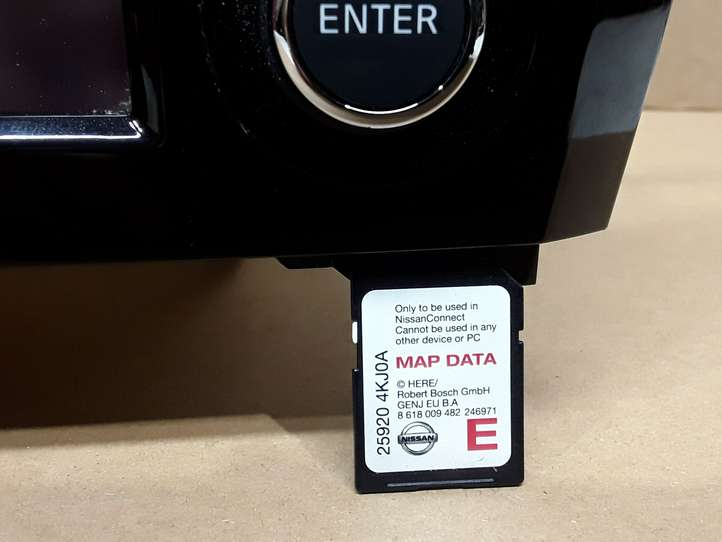 ENTER
Only to be used in
NissanConnect
Cannot be used in any
other device or PC
MAP DATA
© HERE/
Robert Bosch GmbH
GENJ EU B.A
8 618 009 482 246971
25920 4KJ0A
NISSAN
E